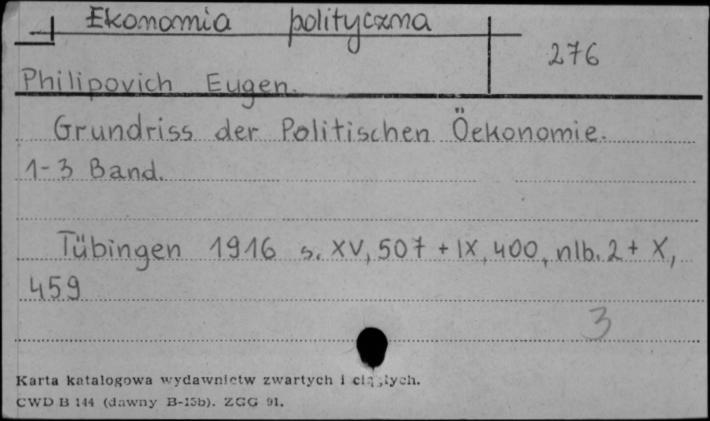 Ekonomia polityczna
276
Philipovich Eugen.
Grundriss der Politischen Öekonomie.
1-3 Band.
Tübingen 1916 s. XV, 507 + IX, 400, nlb. 2 + X,
459
3
Karta katalogowa wydawnictw zwartych i ciągłych.
CWD B 144 (dawny B-15b). ZGG 91.